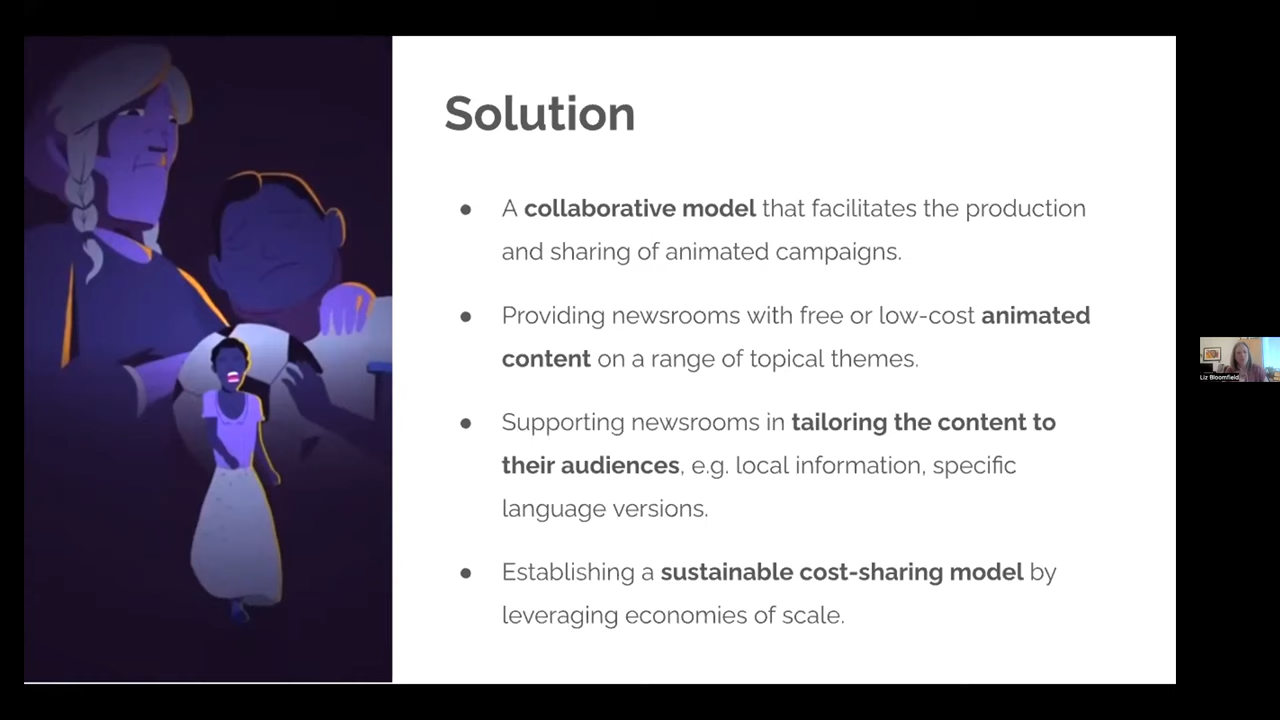 Solution
● A collaborative model that facilitates the production
and sharing of animated campaigns.
● Providing newsrooms with free or low-cost animated
content on a range of topical themes.
● Supporting newsrooms in tailoring the content to
their audiences, e.g. local information, specific
language versions.
● Establishing a sustainable cost-sharing model by
leveraging economies of scale.
Liz Bloomfield